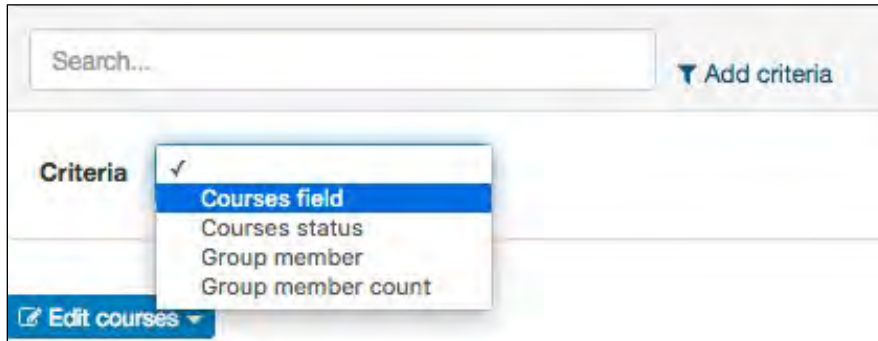 Search...
Add criteria
Criteria
✓
Courses field
Courses status
Group member
Group member count
Edit courses